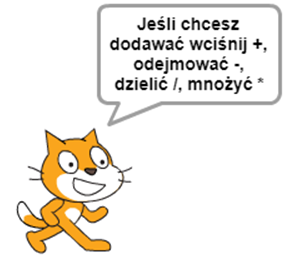 Jeśli chcesz
dodawać wciśnij +,
odejmować -,
dzielić /, mnożyć *